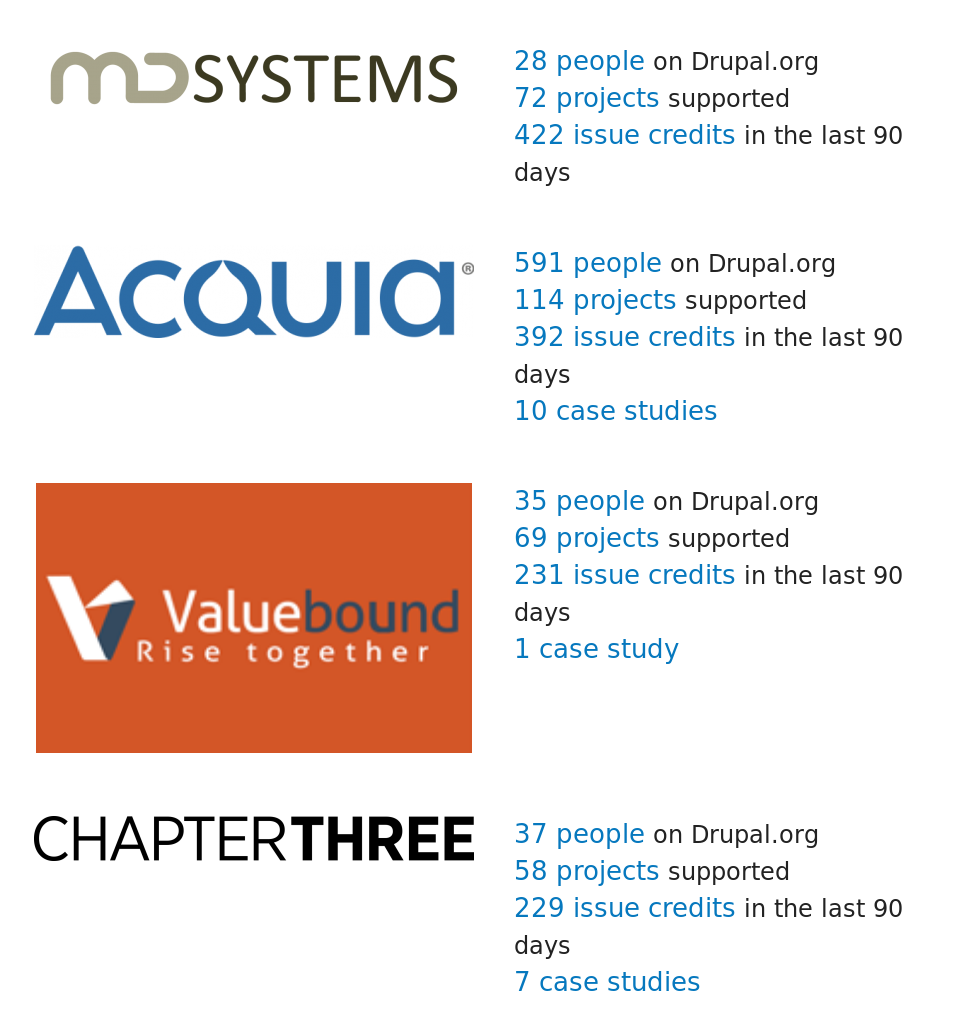 MD SYSTEMS
28 people on Drupal.org
72 projects supported
422 issue credits in the last 90
days
ACQUIA®
591 people on Drupal.org
114 projects supported
392 issue credits in the last 90
days
10 case studies
Valuebound
Rise together
35 people on Drupal.org
69 projects supported
231 issue credits in the last 90
days
1 case study
CHAPTER THREE
37 people on Drupal.org
58 projects supported
229 issue credits in the last 90
days
7 case studies